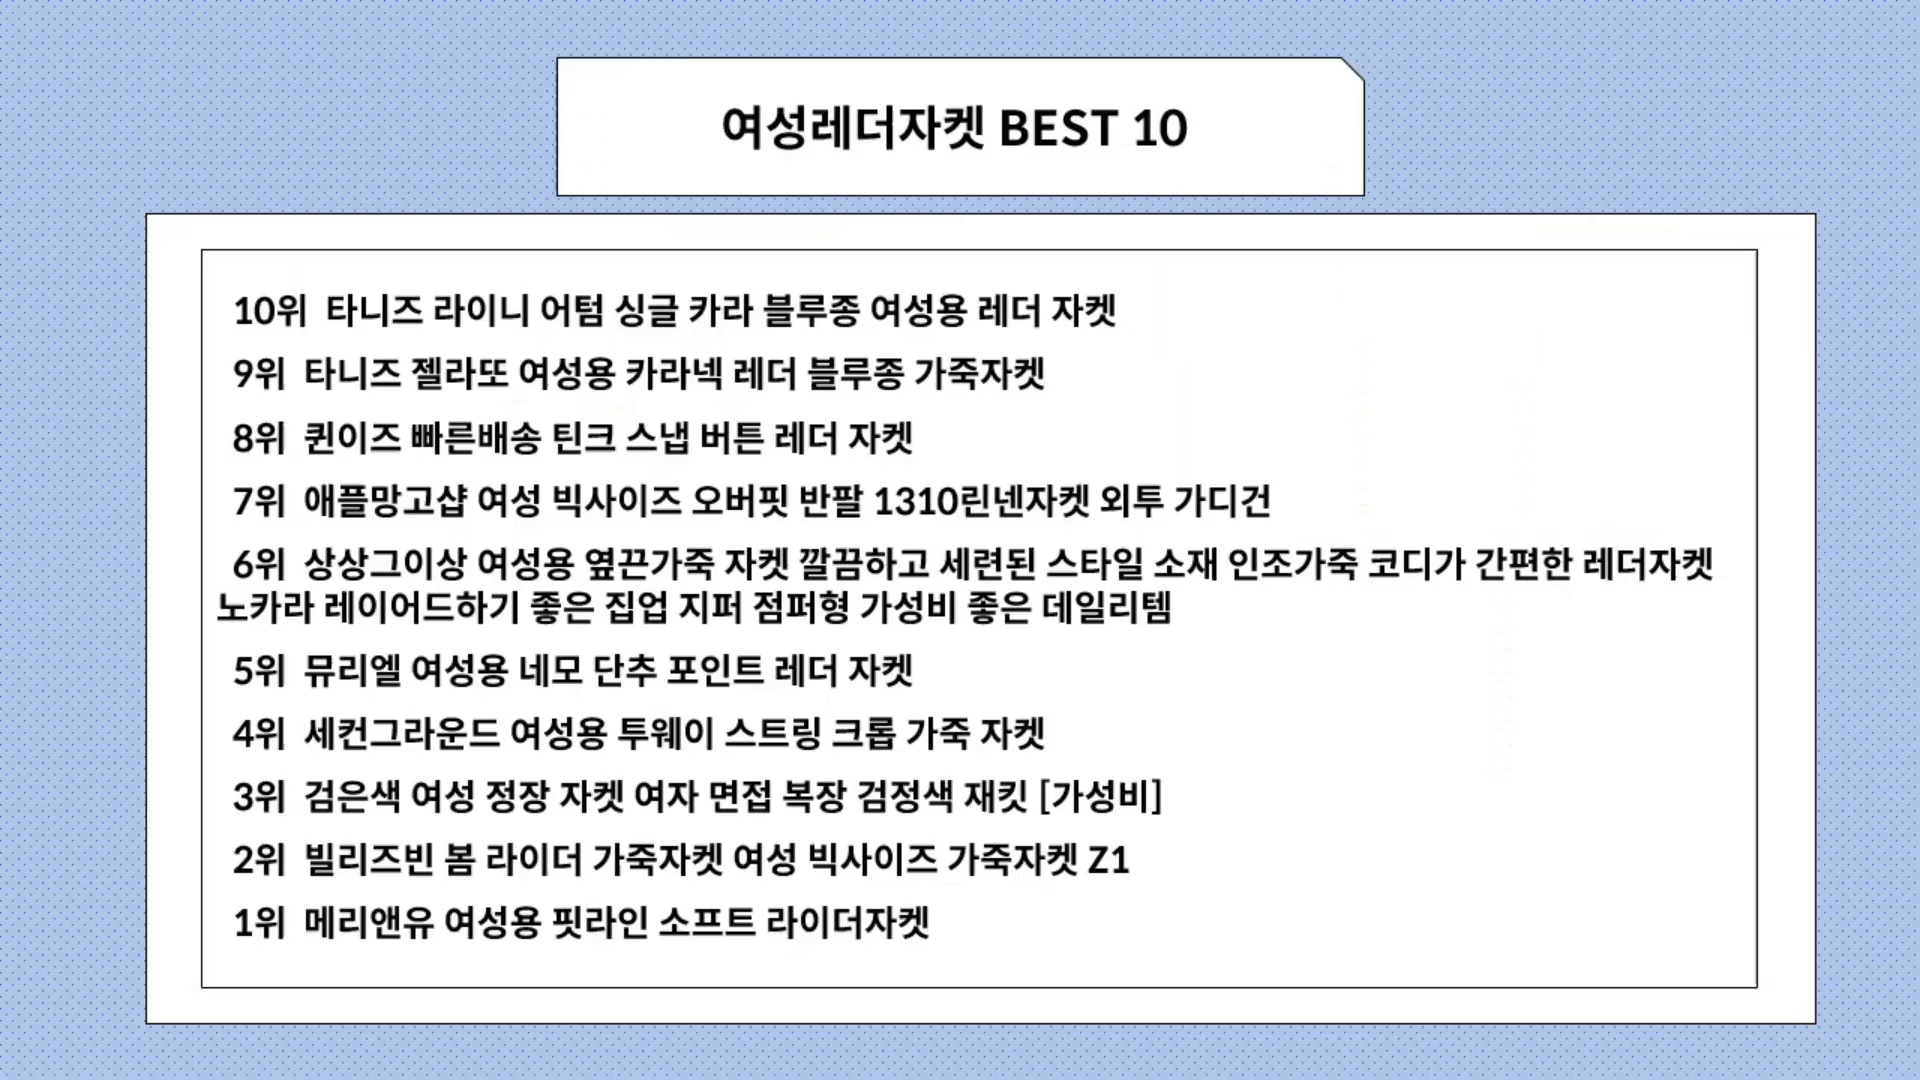 여성레더자켓 BEST 10
10위 타니즈 라이니 어텀 싱글 카라 블루종 여성용 레더 자켓
9위 타니즈 젤라또 여성용 카라넥 레더 블루종 가죽자켓
8위 퀸이즈 빠른배송 틴크 스냅 버튼 레더 자켓
7위 애플망고샵 여성 빅사이즈 오버핏 반팔 1310린넨자켓 외투 가디건
6위 상상그이상 여성용 옆끈가죽 자켓 깔끔하고 세련된 스타일 소재 인조가죽 코디가 간편한 레더자켓
노카라 레이어드하기 좋은 집업 지퍼 점퍼형 가성비 좋은 데일리템
5위 뮤리엘 여성용 네모 단추 포인트 레더 자켓
4위 세컨그라운드 여성용 투웨이 스트링 크롭 가죽 자켓
3위 검은색 여성 정장 자켓 여자 면접 복장 검정색 재킷 [가성비]
2위 빌리즈빈 봄 라이더 가죽자켓 여성 빅사이즈 가죽자켓 Z1
1위 메리앤유 여성용 핏라인 소프트 라이더자켓